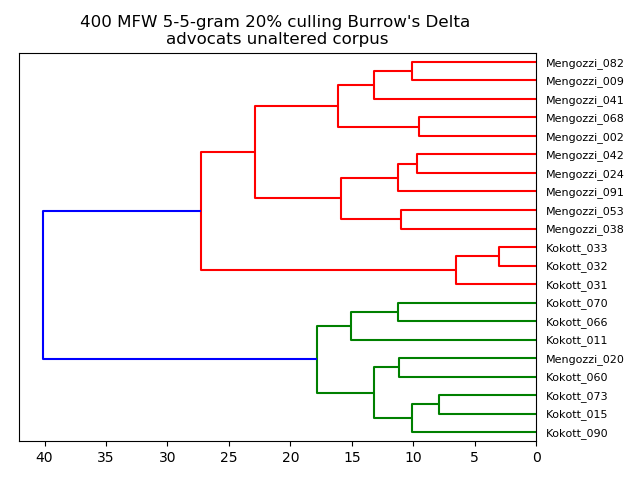 400 MFW 5-5-gram 20% culling Burrow's Delta
advocats unaltered corpus
Mengozzi_082
Mengozzi_009
Mengozzi_041
Mengozzi_068
Mengozzi_002
Mengozzi_042
Mengozzi_024
Mengozzi_091
Mengozzi_053
Mengozzi_038
Kokott_033
Kokott_032
Kokott_031
Kokott_070
Kokott_066
Kokott_011
Mengozzi_020
Kokott_060
Kokott_073
Kokott_015
Kokott_090
40 35 30 25 20 15 10 5 0